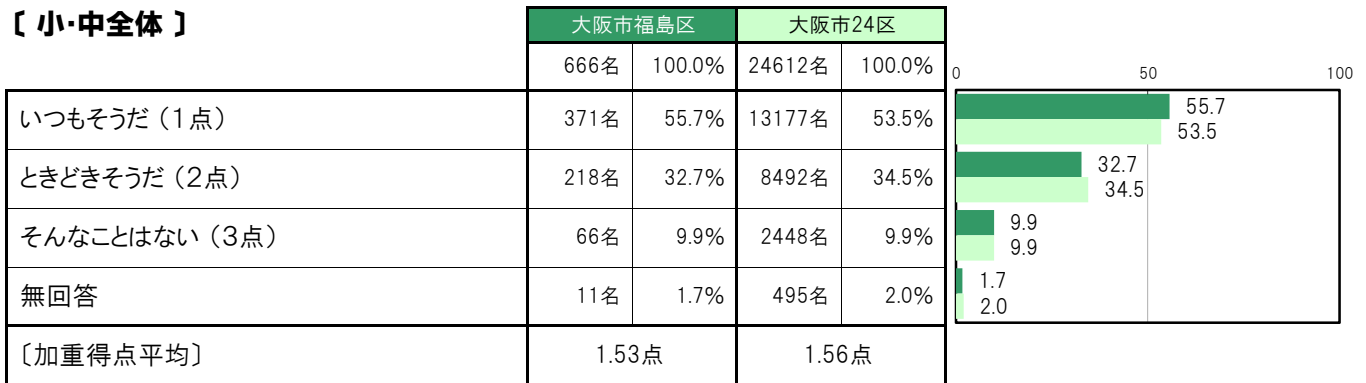 〔 小・中全体 〕
大阪市福島区 大阪市24区
666名 100.0% 24612名 100.0%
0 50 100
いつもそうだ（１点） 371名 55.7% 13177名 53.5%
55.7
53.5
ときどきそうだ（２点） 218名 32.7% 8492名 34.5%
32.7
34.5
そんなことはない（３点） 66名 9.9% 2448名 9.9%
9.9
9.9
無回答 11名 1.7% 495名 2.0%
1.7
2.0
〔加重得点平均〕 1.53点 1.56点